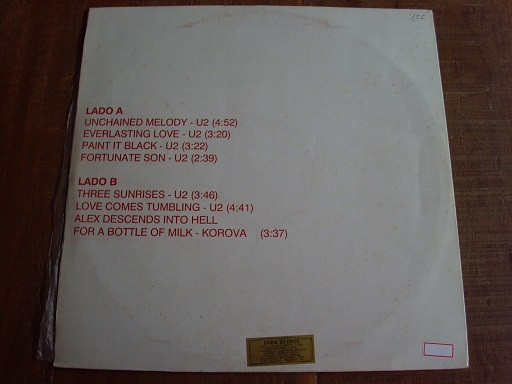 LADO A
UNCHAINED MELODY - U2 (4:52)
EVERLASTING LOVE - U2 (3:20)
PAINT IT BLACK - U2 (3:22)
FORTUNATE SON - U2 (2:39)
LADO B
THREE SUNRISES - U2 (3:46)
LOVE COMES TUMBLING - U2 (4:41)
ALEX DESCENDS INTO HELL
FOR A BOTTLE OF MILK - KOROVA (3:37)